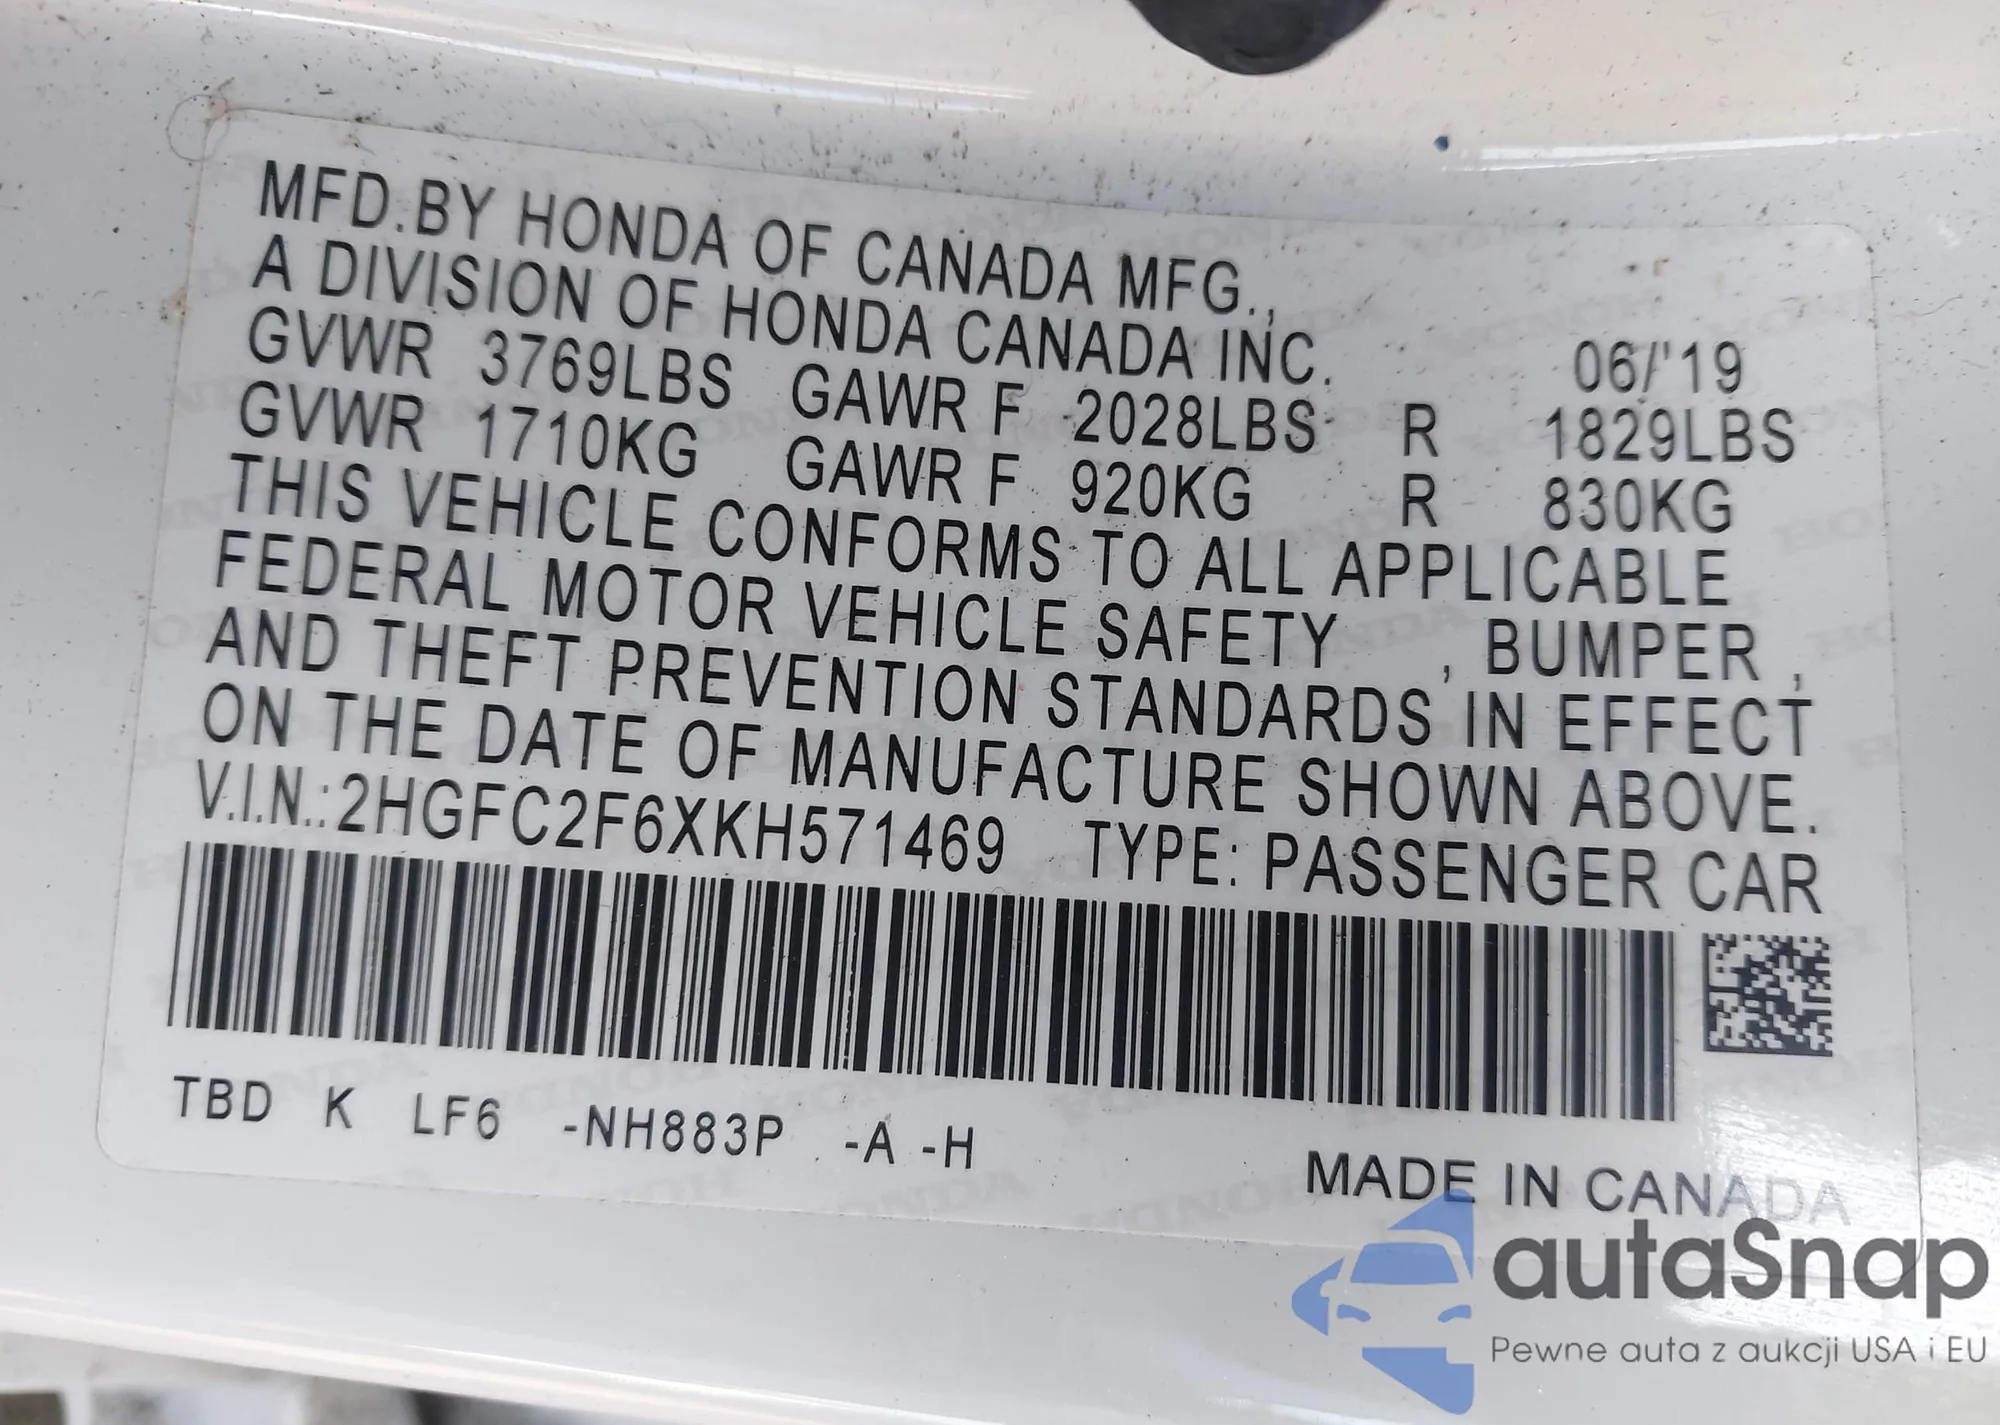 MFD.BY HONDA OF CANADA MFG.,
A DIVISION OF HONDA CANADA INC. 06/'19
GVWR 3769LBS GAWR F 2028LBS R 1829LBS
GVWR 1710KG GAWR F 920KG R 830KG
THIS VEHICLE CONFORMS TO ALL APPLICABLE
FEDERAL MOTOR VEHICLE SAFETY , BUMPER ,
AND THEFT PREVENTION STANDARDS IN EFFECT
ON THE DATE OF MANUFACTURE SHOWN ABOVE.
V.I.N.:2HGFC2F6XKH571469 TYPE: PASSENGER CAR
TBD K LF6 -NH883P -A -H
MADE IN CANADA
autaSnap
Pewne auta z aukcji USA i EU